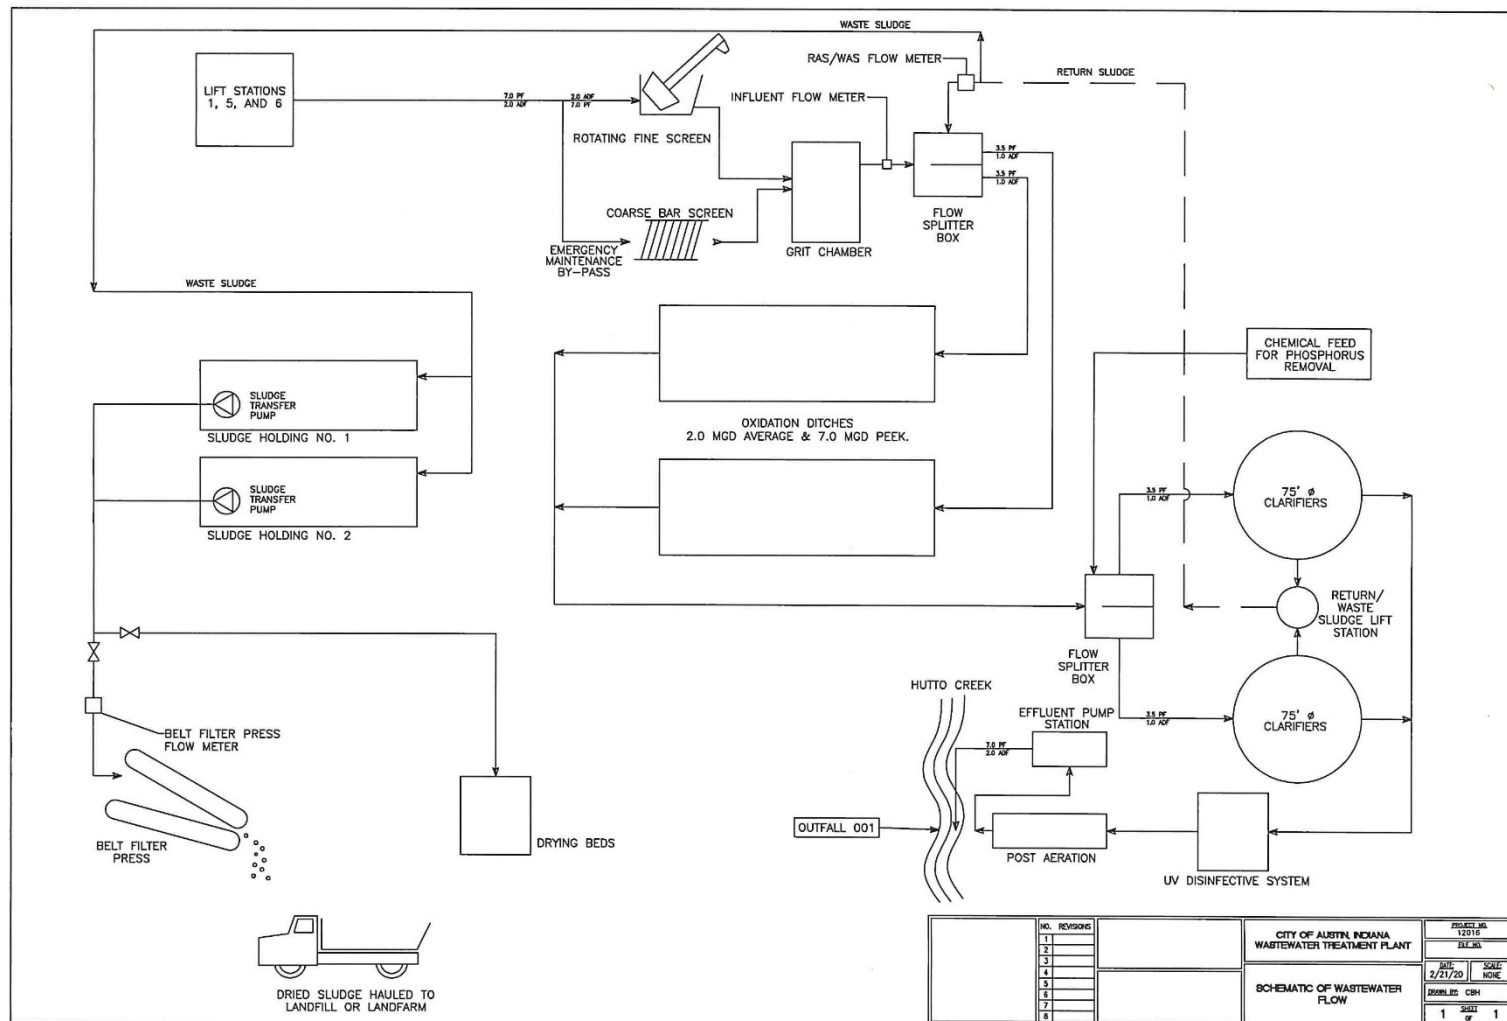 WASTE SLUDGE
RAS/WAS FLOW METER
RETURN SLUDGE
LIFT STATIONS
1, 5, AND 6
7.0 PF
2.0 ADF
2.0 ADF
7.0 PF
INFLUENT FLOW METER
ROTATING FINE SCREEN
3.5 PF
1.0 ADF
3.5 PF
1.0 ADF
COARSE BAR SCREEN
FLOW
SPLITTER
BOX
GRIT CHAMBER
EMERGENCY
MAINTENANCE
BY-PASS
WASTE SLUDGE
CHEMICAL FEED
FOR PHOSPHORUS
REMOVAL
SLUDGE
TRANSFER
PUMP
SLUDGE HOLDING NO. 1
OXIDATION DITCHES
2.0 MGD AVERAGE & 7.0 MGD PEEK.
SLUDGE
TRANSFER
PUMP
SLUDGE HOLDING NO. 2
3.5 PF
1.0 ADF
75' Ø
CLARIFIERS
RETURN/
WASTE
SLUDGE LIFT
STATION
FLOW
SPLITTER
BOX
3.5 PF
1.0 ADF
75' Ø
CLARIFIERS
HUTTO CREEK
EFFLUENT PUMP
STATION
7.0 PF
2.0 ADF
BELT FILTER PRESS
FLOW METER
OUTFALL 001
POST AERATION
UV DISINFECTIVE SYSTEM
BELT FILTER
PRESS
DRYING BEDS
DRIED SLUDGE HAULED TO
LANDFILL OR LANDFARM
NO. REVISIONS
1
2
3
4
5
6
7
8
CITY OF AUSTIN, INDIANA
WASTEWATER TREATMENT PLANT
SCHEMATIC OF WASTEWATER
FLOW
PROJECT NO.
12016
FILE NO.
DATE:
2/21/20
SCALE:
NONE
DRAWN BY: CBH
SHEET
1 OF 1